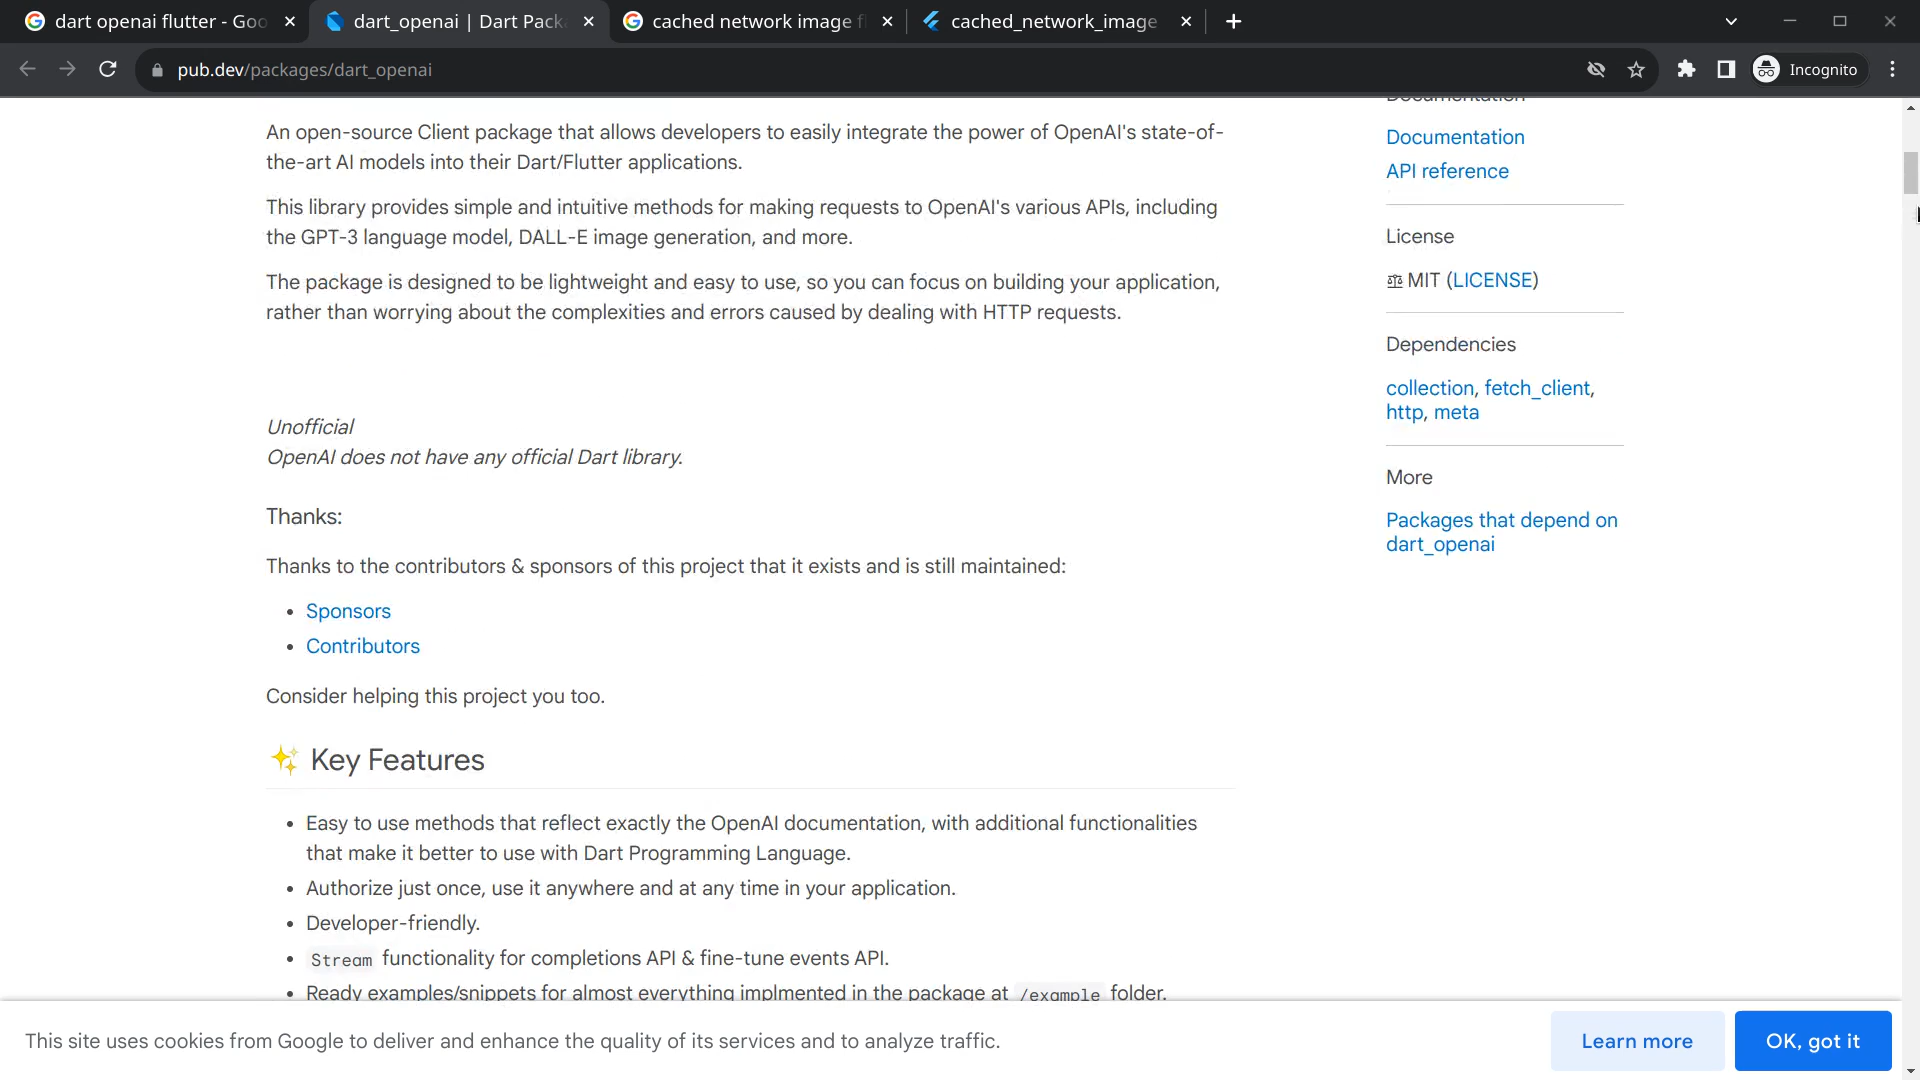 dart openai flutter - Goo
dart_openai | Dart Pack
cached network image fl
cached_network_image
pub.dev/packages/dart_openai
Incognito
Documentation
An open-source Client package that allows developers to easily integrate the power of OpenAI's state-of-
the-art AI models into their Dart/Flutter applications.
This library provides simple and intuitive methods for making requests to OpenAI's various APIs, including
the GPT-3 language model, DALL-E image generation, and more.
The package is designed to be lightweight and easy to use, so you can focus on building your application,
rather than worrying about the complexities and errors caused by dealing with HTTP requests.
Unofficial
OpenAI does not have any official Dart library.
Thanks:
Thanks to the contributors & sponsors of this project that it exists and is still maintained:
• Sponsors
• Contributors
Consider helping this project you too.
✨ Key Features
• Easy to use methods that reflect exactly the OpenAI documentation, with additional functionalities
that make it better to use with Dart Programming Language.
• Authorize just once, use it anywhere and at any time in your application.
• Developer-friendly.
• Stream functionality for completions API & fine-tune events API.
• Ready examples/snippets for almost everything implmented in the package at /example folder.
Documentation
API reference
License
MIT (LICENSE)
Dependencies
collection, fetch_client,
http, meta
More
Packages that depend on
dart_openai
This site uses cookies from Google to deliver and enhance the quality of its services and to analyze traffic.
Learn more
OK, got it